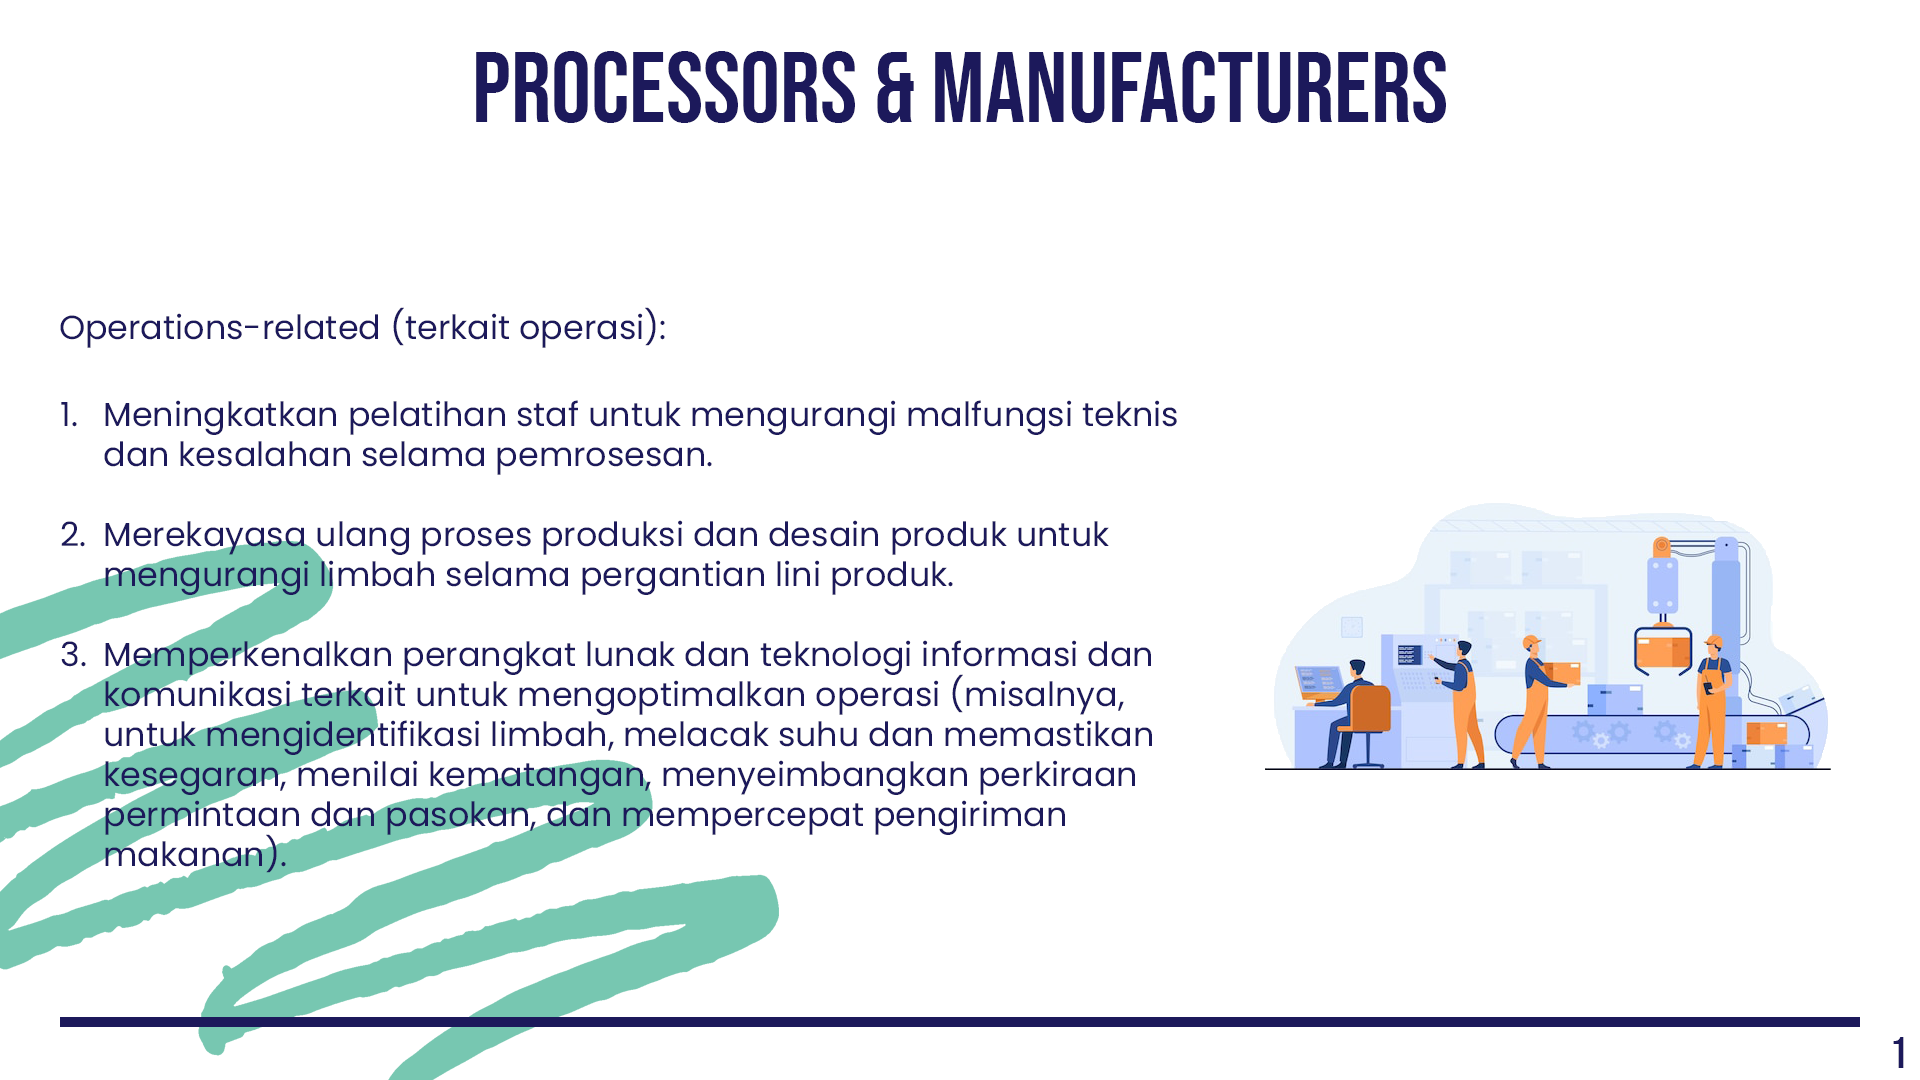 PROCESSORS & MANUFACTURERS
Operations-related (terkait operasi):
1. Meningkatkan pelatihan staf untuk mengurangi malfungsi teknis
dan kesalahan selama pemrosesan.
2. Merekayasa ulang proses produksi dan desain produk untuk
mengurangi limbah selama pergantian lini produk.
3. Memperkenalkan perangkat lunak dan teknologi informasi dan
komunikasi terkait untuk mengoptimalkan operasi (misalnya,
untuk mengidentifikasi limbah, melacak suhu dan memastikan
kesegaran, menilai kematangan, menyeimbangkan perkiraan
permintaan dan pasokan, dan mempercepat pengiriman
makanan).
1